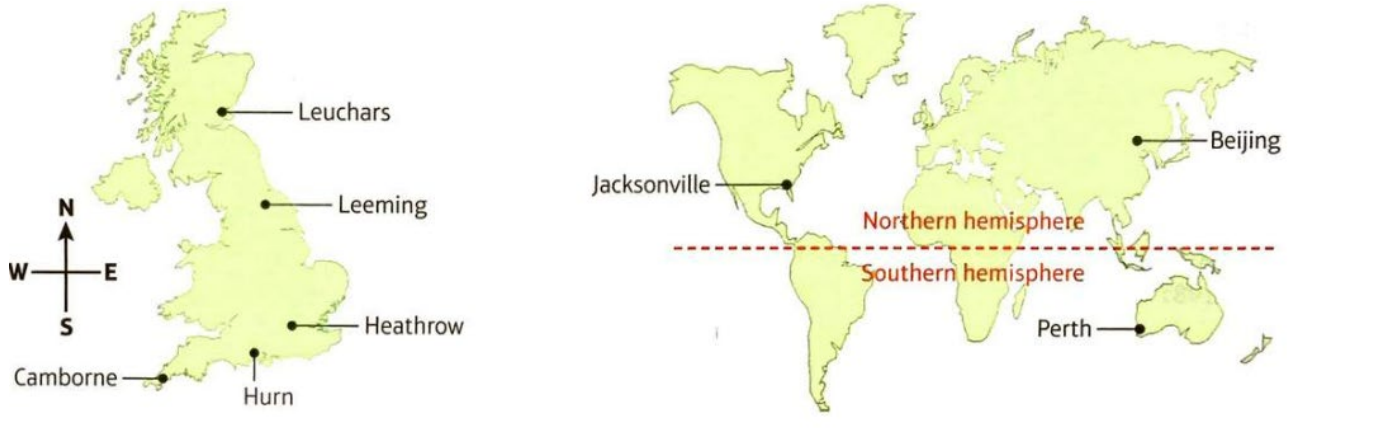 Leuchars
Leeming
N
W
E
S
Heathrow
Camborne
Hurn
Beijing
Jacksonville
Northern hemisphere
Southern hemisphere
Perth